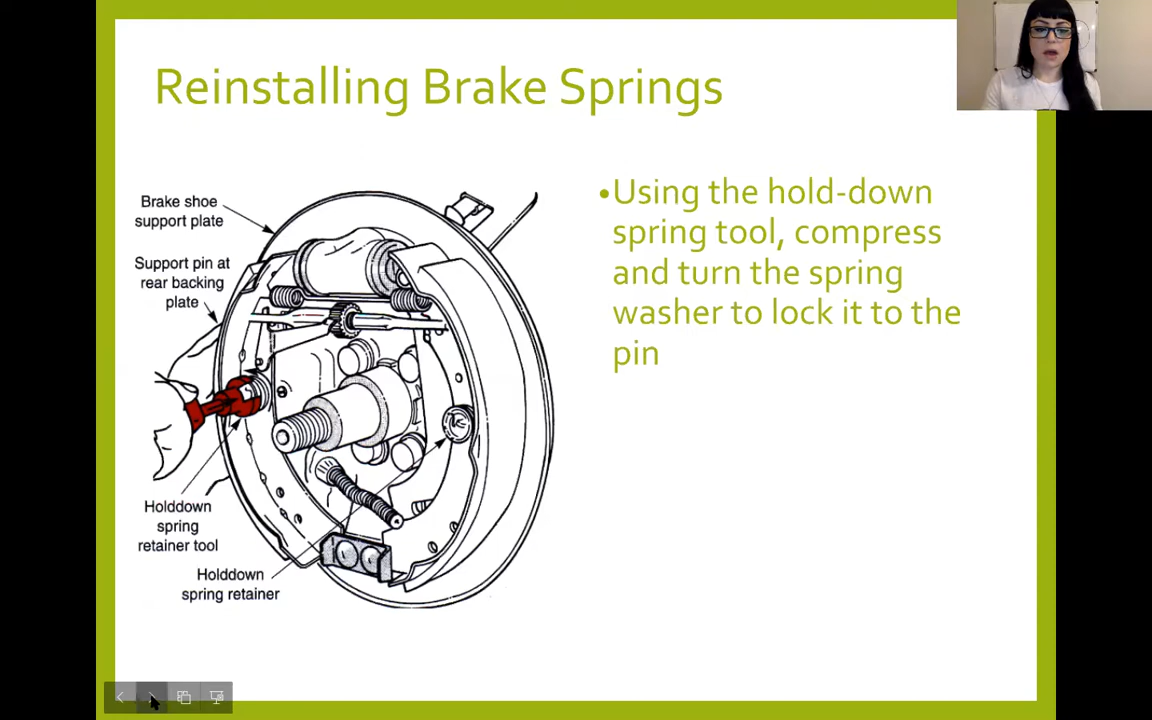 Reinstalling Brake Springs
Brake shoe
support plate
Support pin at
rear backing
plate
Holddown
spring
retainer tool
Holddown
spring retainer
•Using the hold-down
spring tool, compress
and turn the spring
washer to lock it to the
pin